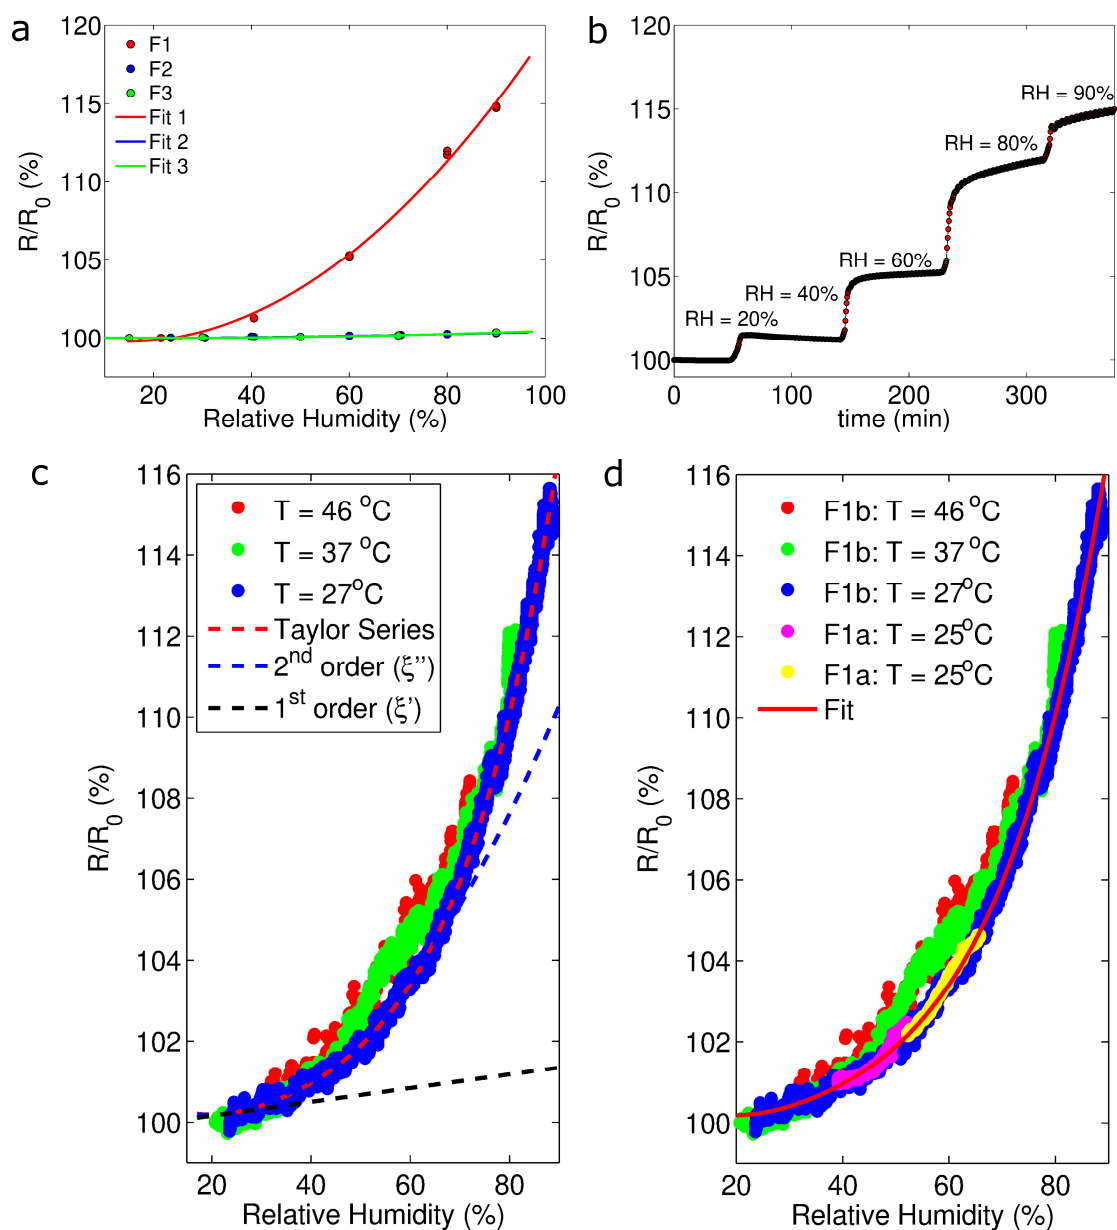 a
120
115
110
105
100
R/R0 (%)
F1
F2
F3
Fit 1
Fit 2
Fit 3
20
40
60
80
100
Relative Humidity (%)
b
120
115
110
105
100
R/R0 (%)
RH = 20%
RH = 40%
RH = 60%
RH = 80%
RH = 90%
0
100
200
300
time (min)
c
116
114
112
110
108
106
104
102
100
R/R0 (%)
T = 46 °C
T = 37 °C
T = 27°C
Taylor Series
2nd order (ξ'')
1st order (ξ')
20
40
60
80
Relative Humidity (%)
d
116
114
112
110
108
106
104
102
100
R/R0 (%)
F1b: T = 46°C
F1b: T = 37°C
F1b: T = 27°C
F1a: T = 25°C
F1a: T = 25°C
Fit
20
40
60
80
Relative Humidity (%)